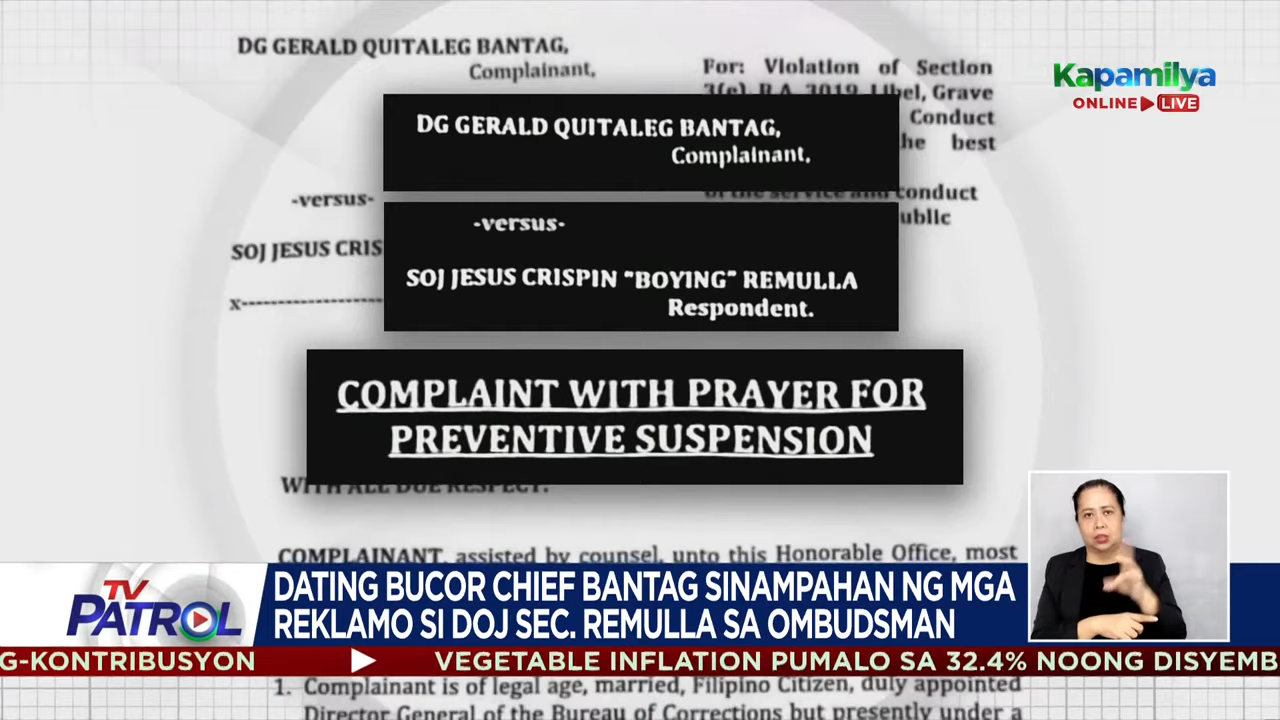 DG GERALD QUITALEG BANTAG,
Complainant,
For: Violation of Section
3(e), R.A. 3019, Libel, Grave
Conduct
the best
of the service and conduct
public
-versus-
SOJ JESUS CRIS
x--------------------
DG GERALD QUITALEG BANTAG,
Complainant,
-versus-
SOJ JESUS CRISPIN "BOYING" REMULLA
Respondent.
COMPLAINT WITH PRAYER FOR
PREVENTIVE SUSPENSION
WITH ALL DUE RESPECT:
COMPLAINANT, assisted by counsel, unto this Honorable Office, most
Kapamilya
ONLINE LIVE
TV
PATROL
DATING BUCOR CHIEF BANTAG SINAMPAHAN NG MGA
REKLAMO SI DOJ SEC. REMULLA SA OMBUDSMAN
G-KONTRIBUSYON VEGETABLE INFLATION PUMALO SA 32.4% NOONG DISYEMB
1. Complainant is of legal age, married, Filipino Citizen, duly appointed
Director General of the Bureau of Corrections but presently under a